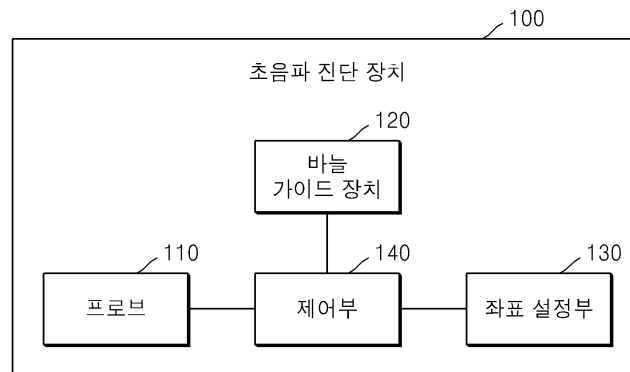 100
초음파 진단 장치
120
바늘
가이드 장치
110
140
130
프로브
제어부
좌표 설정부